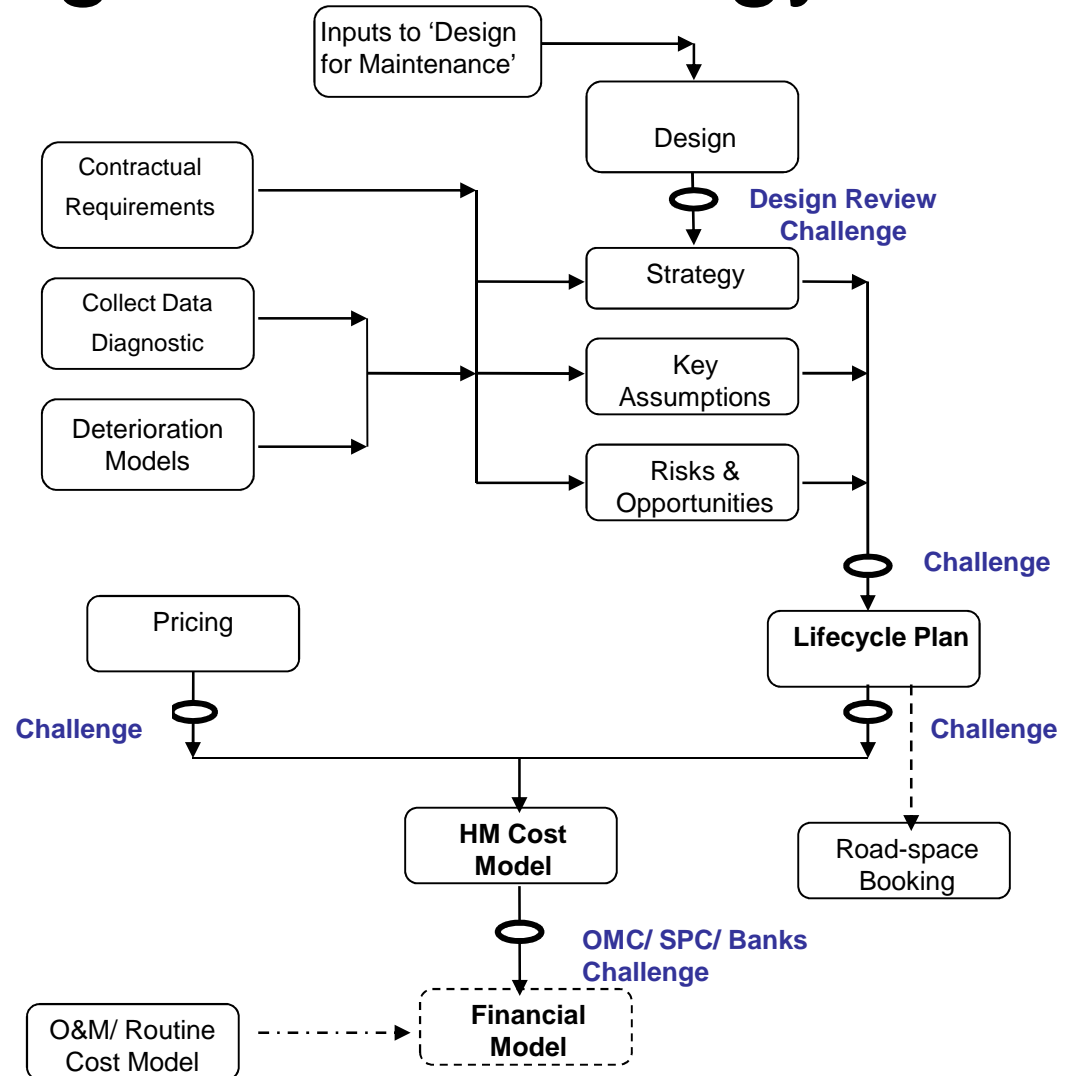 Inputs to ‘Design
for Maintenance’
Design
Contractual
Requirements
Design Review
Challenge
Strategy
Collect Data
Diagnostic
Key
Assumptions
Deterioration
Models
Risks &
Opportunities
Challenge
Pricing
Lifecycle Plan
Challenge
Challenge
HM Cost
Model
Road-space
Booking
OMC/ SPC/ Banks
Challenge
O&M/ Routine
Cost Model
Financial
Model